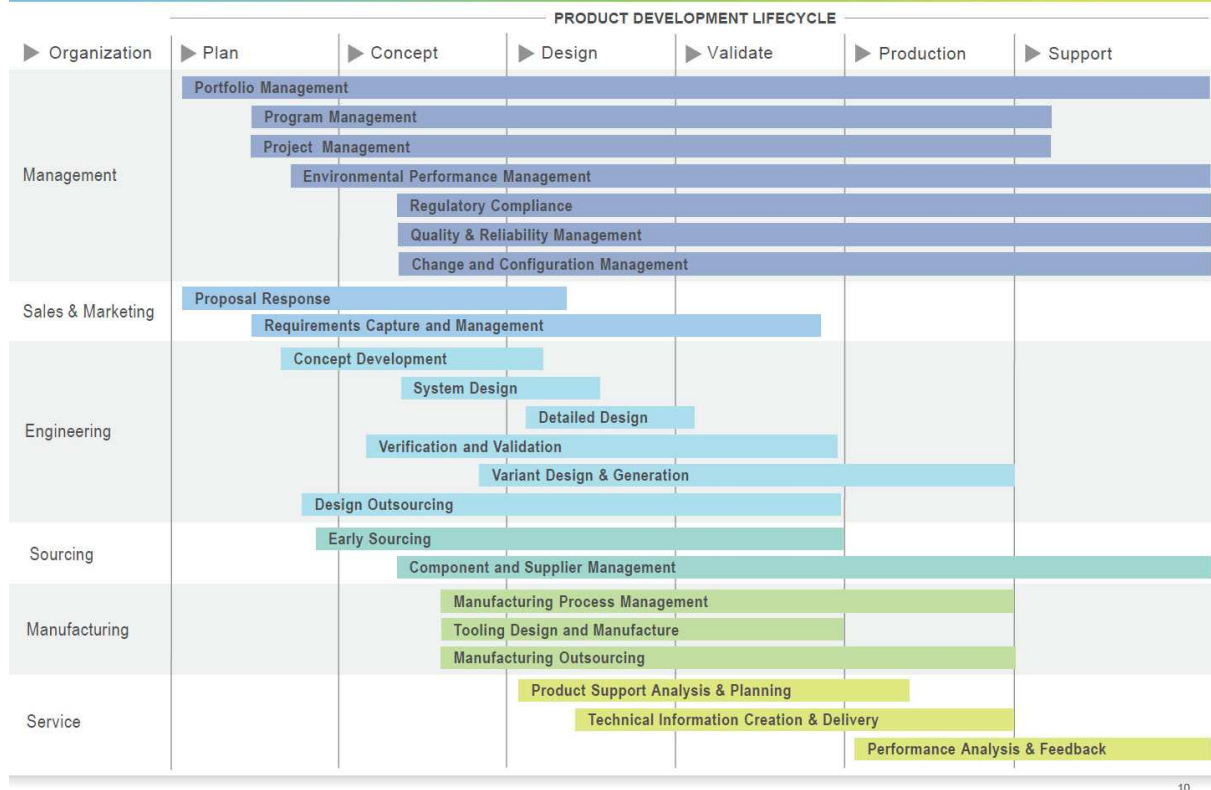 PRODUCT DEVELOPMENT LIFECYCLE
Organization Plan Concept Design Validate Production Support
Management
Portfolio Management
Program Management
Project Management
Environmental Performance Management
Regulatory Compliance
Quality & Reliability Management
Change and Configuration Management
Sales & Marketing
Proposal Response
Requirements Capture and Management
Engineering
Concept Development
System Design
Detailed Design
Verification and Validation
Variant Design & Generation
Design Outsourcing
Sourcing
Early Sourcing
Component and Supplier Management
Manufacturing
Manufacturing Process Management
Tooling Design and Manufacture
Manufacturing Outsourcing
Service
Product Support Analysis & Planning
Technical Information Creation & Delivery
Performance Analysis & Feedback
10